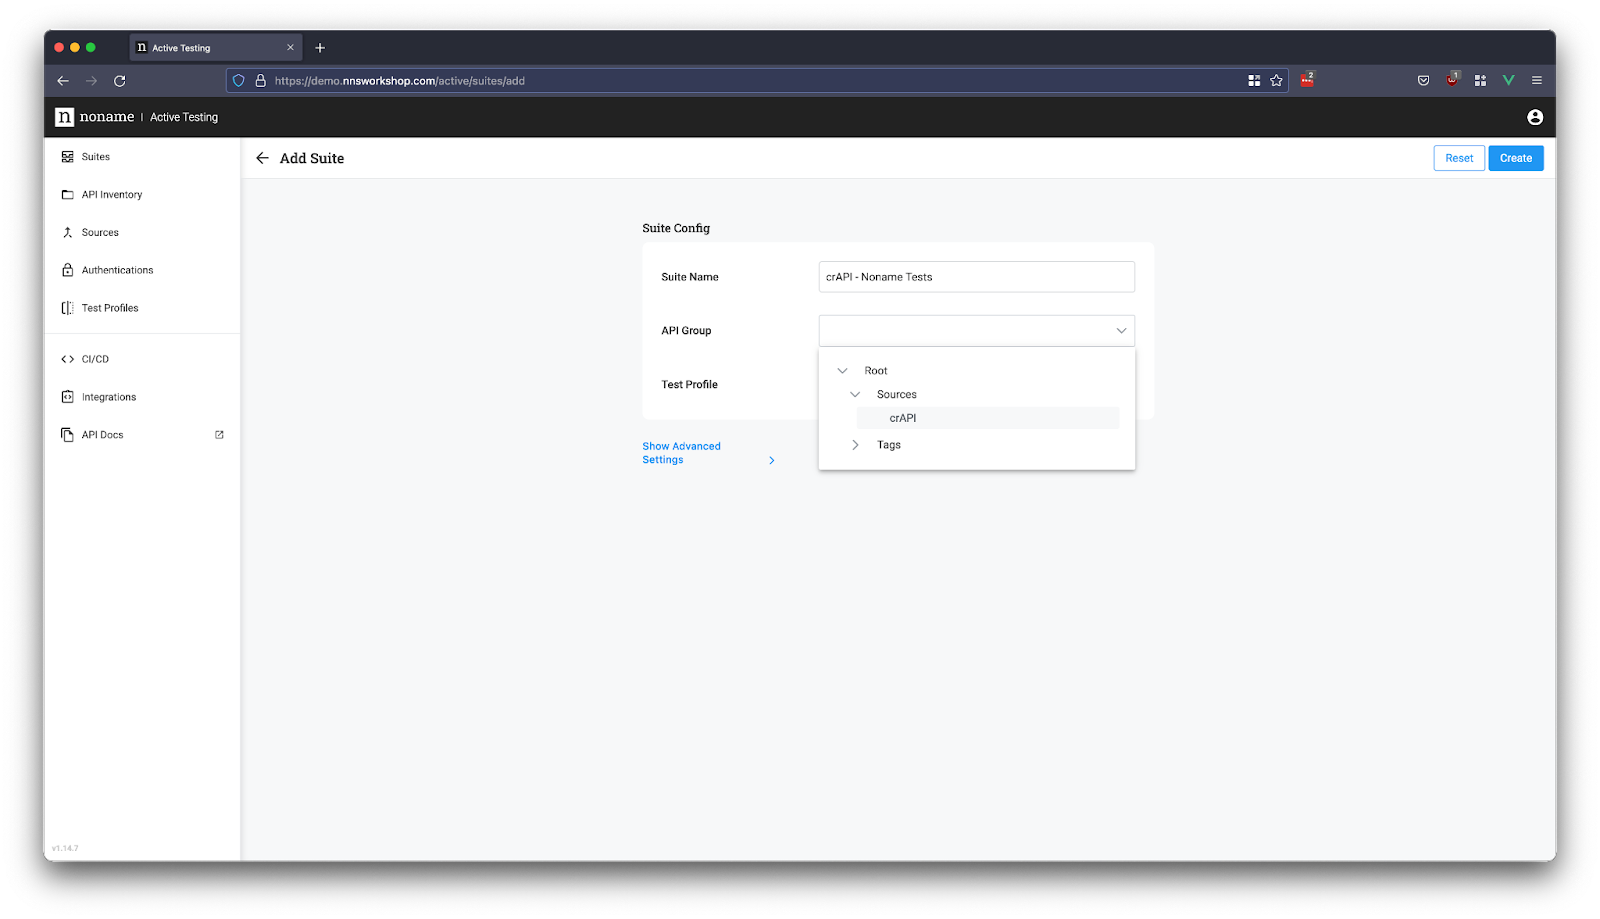 n Active Testing
https://demo.nnsworkshop.com/active/suites/add
2
1
n noname | Active Testing
Suites
API Inventory
Sources
Authentications
Test Profiles
CI/CD
Integrations
API Docs
v1.14.7
Add Suite
Reset
Create
Suite Config
Suite Name
crAPI - Noname Tests
API Group
Root
Sources
crAPI
Tags
Test Profile
Show Advanced
Settings